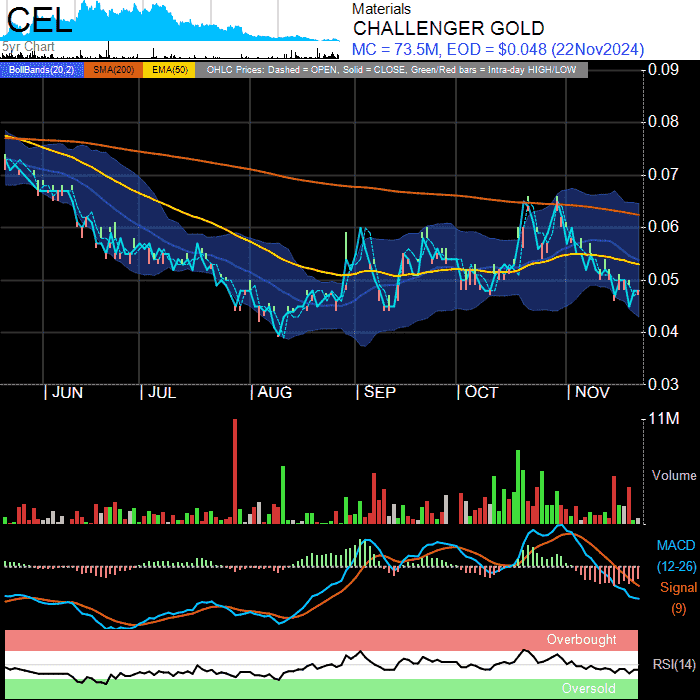 CEL
5yr Chart
Materials
CHALLENGER GOLD
MC = 73.5M, EOD = $0.048 (22Nov2024)
BollBands(20,2) SMA(200) EMA(50) OHLC Prices: Dashed = OPEN, Solid = CLOSE, Green/Red bars = Intra-day HIGH/LOW
0.09
0.08
0.07
0.06
0.05
0.04
0.03
JUN JUL AUG SEP OCT NOV
11M
Volume
MACD
(12-26)
Signal
(9)
Overbought
RSI(14)
Oversold